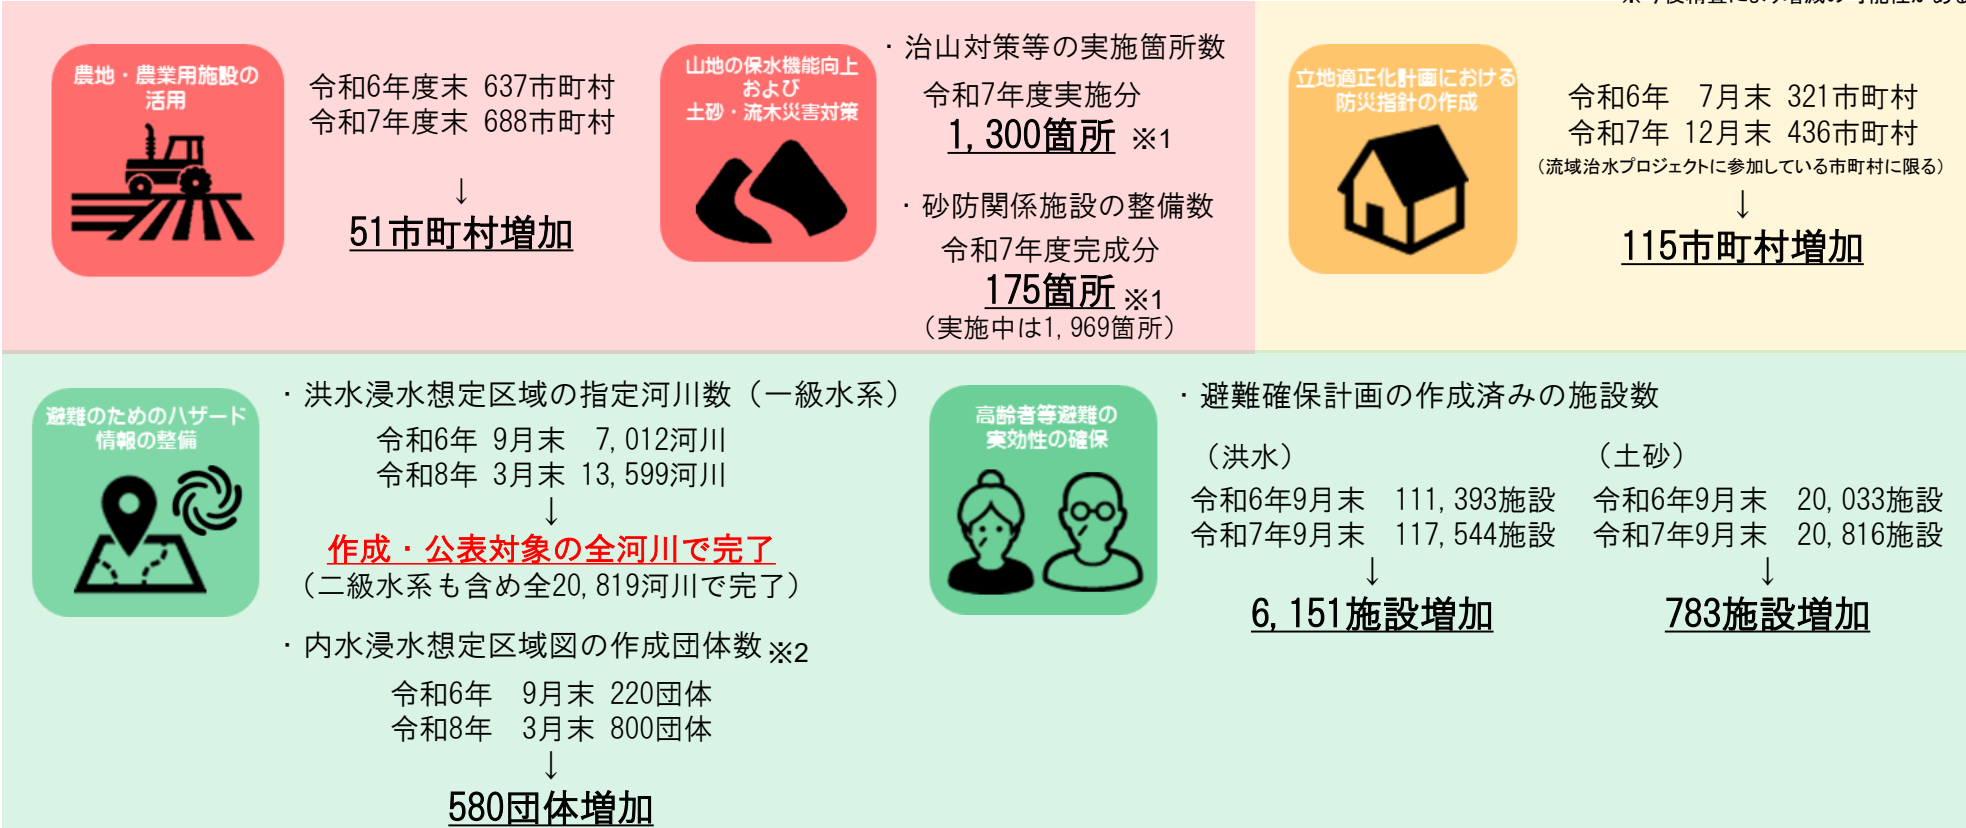 農地・農業用施設の
活用
令和6年度末 637市町村
令和7年度末 688市町村
↓
51市町村増加
山地の保水機能向上
および
土砂・流木災害対策
・治山対策等の実施箇所数
令和7年度実施分
1,300箇所 ※1
・砂防関係施設の整備数
令和7年度完成分
175箇所 ※1
（実施中は1,969箇所）
立地適正化計画における
防災指針の作成
令和6年 7月末 321市町村
令和7年 12月末 436市町村
（流域治水プロジェクトに参加している市町村に限る）
↓
115市町村増加
避難のためのハザード
情報の整備
・洪水浸水想定区域の指定河川数（一級水系）
令和6年 9月末 7,012河川
令和8年 3月末 13,599河川
↓
作成・公表対象の全河川で完了
（二級水系も含め全20,819河川で完了）
・内水浸水想定区域図の作成団体数 ※2
令和6年 9月末 220団体
令和8年 3月末 800団体
↓
580団体増加
高齢者等避難の
実効性の確保
・避難確保計画の作成済みの施設数
（洪水）
令和6年9月末 111,393施設
令和7年9月末 117,544施設
↓
6,151施設増加
（土砂）
令和6年9月末 20,033施設
令和7年9月末 20,816施設
↓
783施設増加